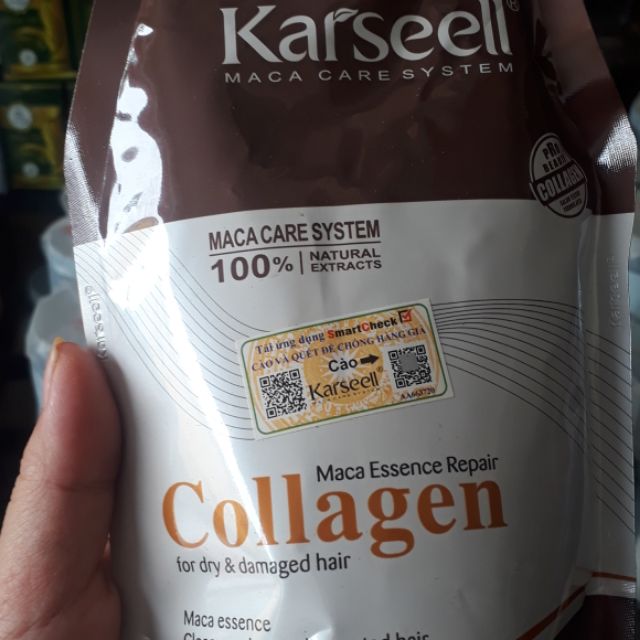 Karseell®
MACA CARE SYSTEM
COLLAGEN
MACA CARE SYSTEM
100% NATURAL
EXTRACTS
Tải ứng dụng SmartCheck
CÀO VÀ QUÉT ĐỂ CHỐNG HÀNG GIẢ
Cào
Karseell
Maca Essence Repair
Collagen
for dry & damaged hair
Maca essence
hair